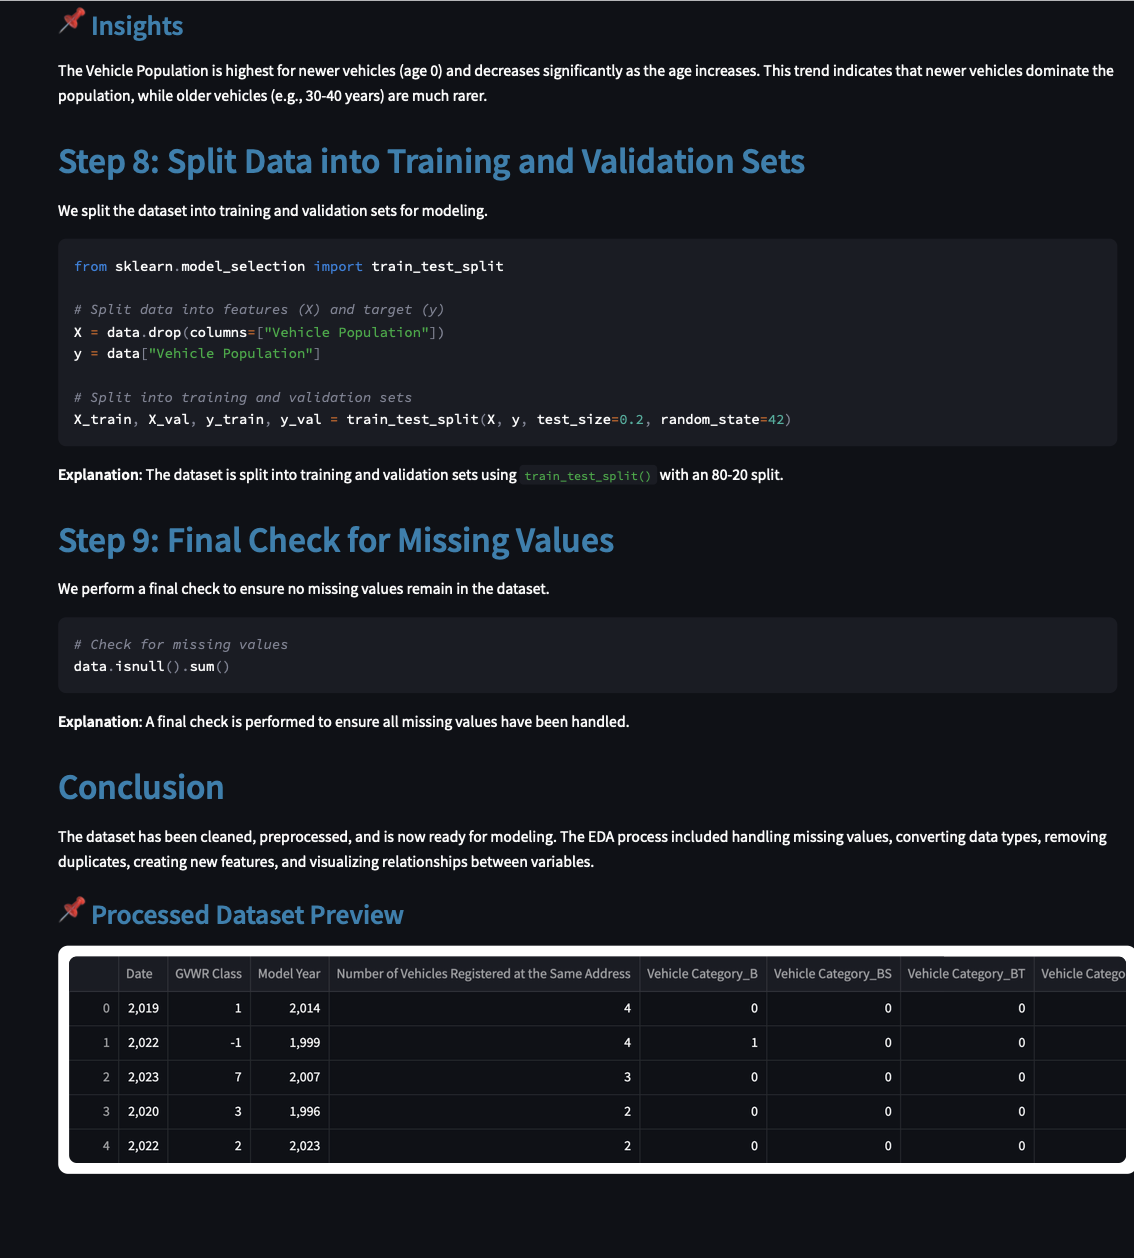 Insights
The Vehicle Population is highest for newer vehicles (age 0) and decreases significantly as the age increases. This trend indicates that newer vehicles dominate the
population, while older vehicles (e.g., 30-40 years) are much rarer.
Step 8: Split Data into Training and Validation Sets
We split the dataset into training and validation sets for modeling.
from sklearn.model_selection import train_test_split
# Split data into features (X) and target (y)
X = data.drop(columns=["Vehicle Population"])
y = data["Vehicle Population"]
# Split into training and validation sets
X_train, X_val, y_train, y_val = train_test_split(X, y, test_size=0.2, random_state=42)
Explanation: The dataset is split into training and validation sets using train_test_split() with an 80-20 split.
Step 9: Final Check for Missing Values
We perform a final check to ensure no missing values remain in the dataset.
# Check for missing values
data.isnull().sum()
Explanation: A final check is performed to ensure all missing values have been handled.
Conclusion
The dataset has been cleaned, preprocessed, and is now ready for modeling. The EDA process included handling missing values, converting data types, removing
duplicates, creating new features, and visualizing relationships between variables.
Processed Dataset Preview
Date GVWR Class Model Year Number of Vehicles Registered at the Same Address Vehicle Category_B Vehicle Category_BS Vehicle Category_BT Vehicle Catego
0 2,019 1 2,014 4 0 0 0
1 2,022 -1 1,999 4 1 0 0
2 2,023 7 2,007 3 0 0 0
3 2,020 3 1,996 2 0 0 0
4 2,022 2 2,023 2 0 0 0